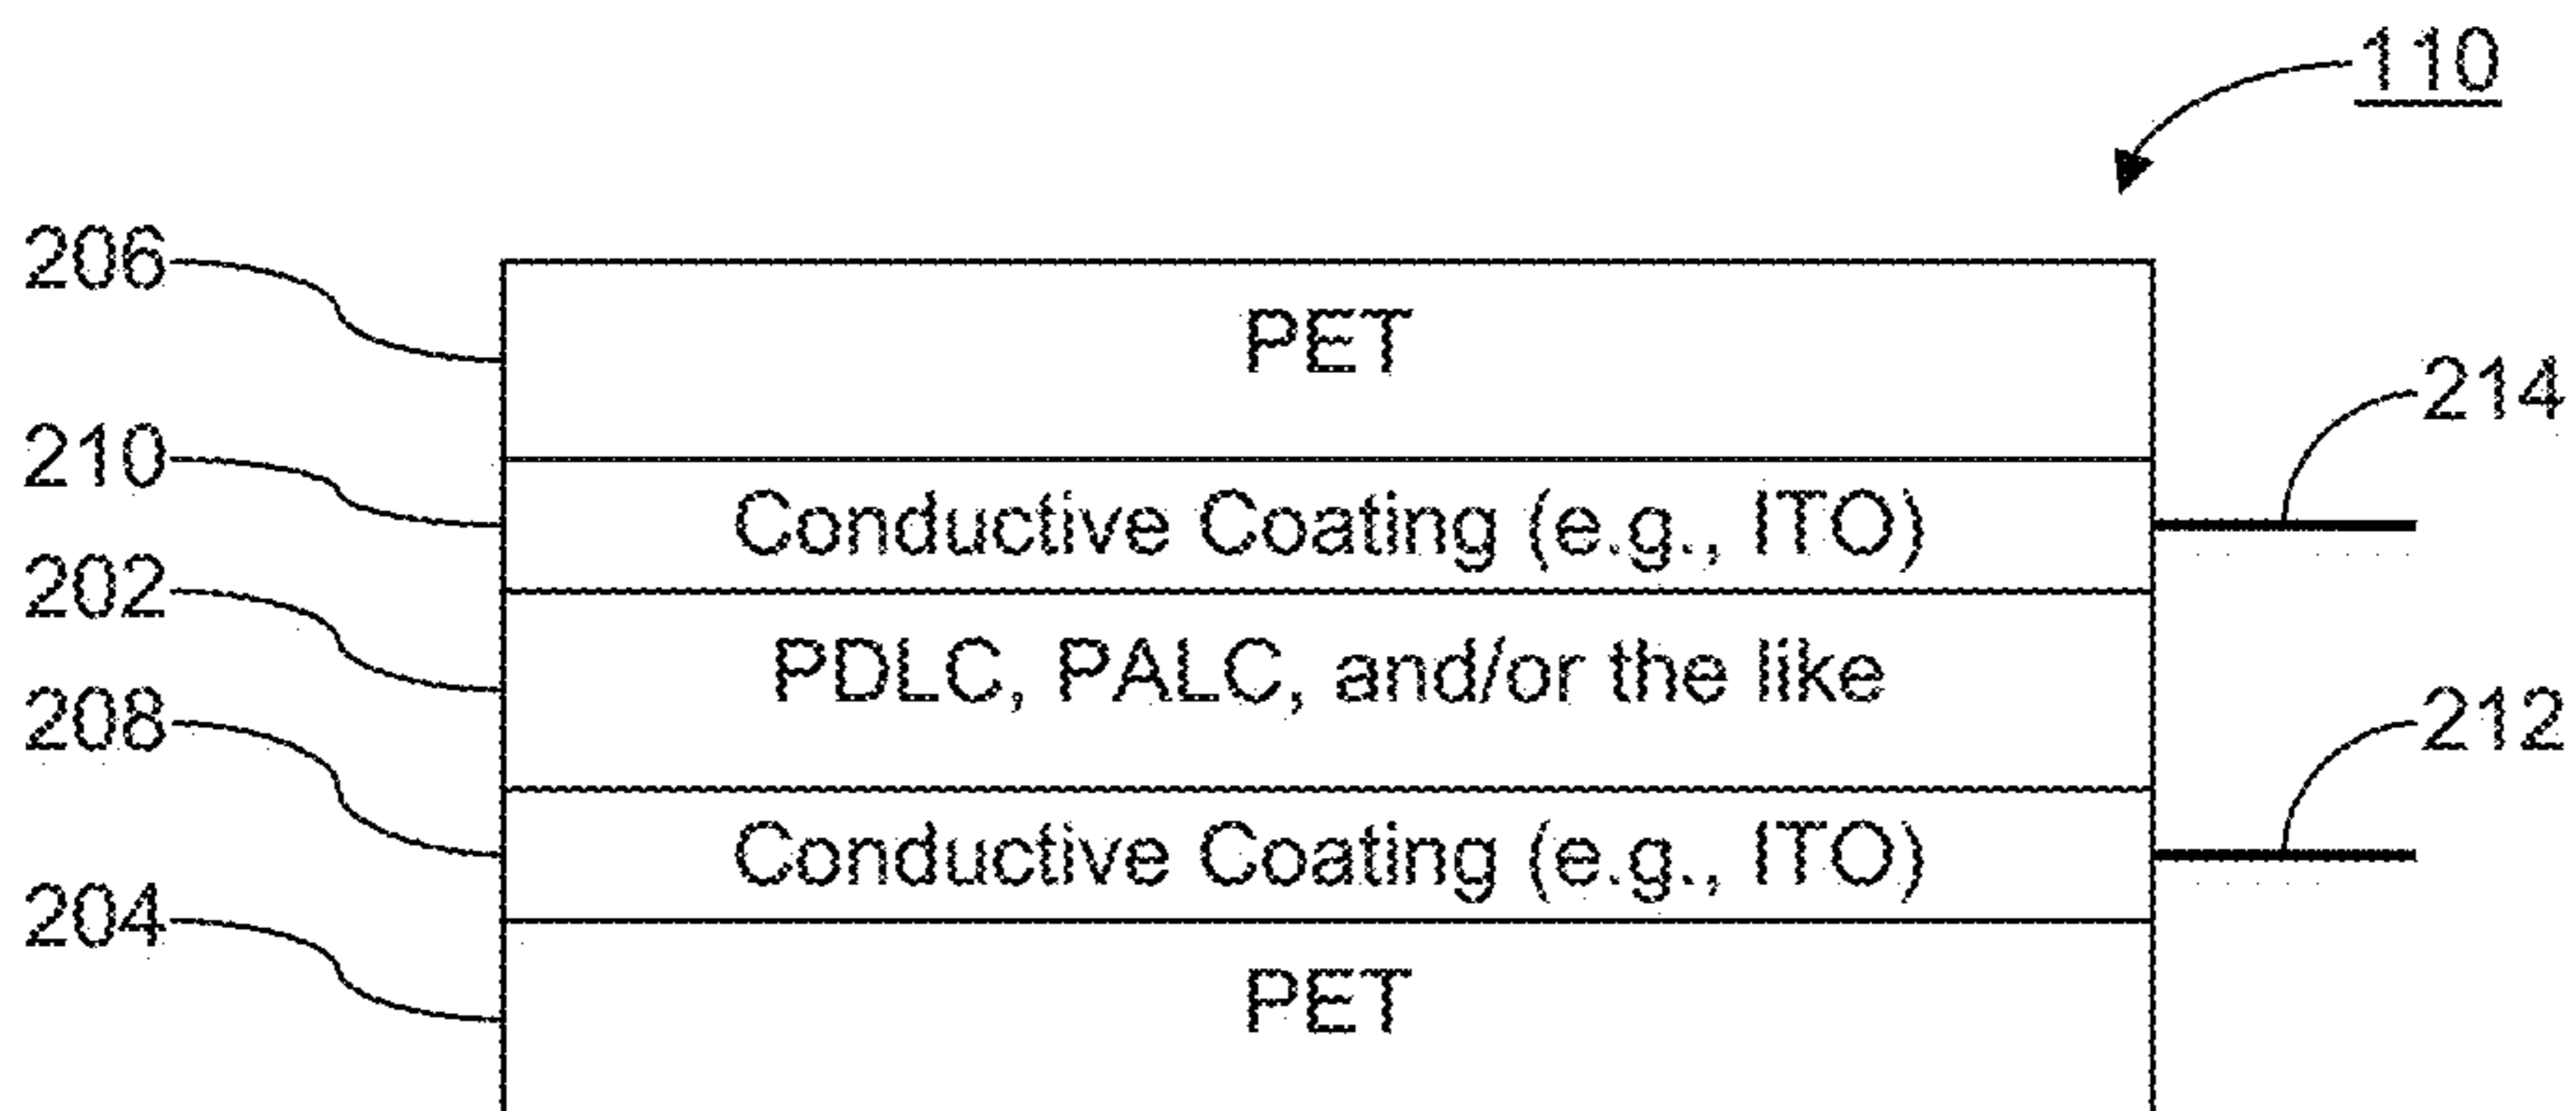 110
206
PET
214
210
Conductive Coating (e.g., ITO)
202
PDLC, PALC, and/or the like
208
212
Conductive Coating (e.g., ITO)
204
PET